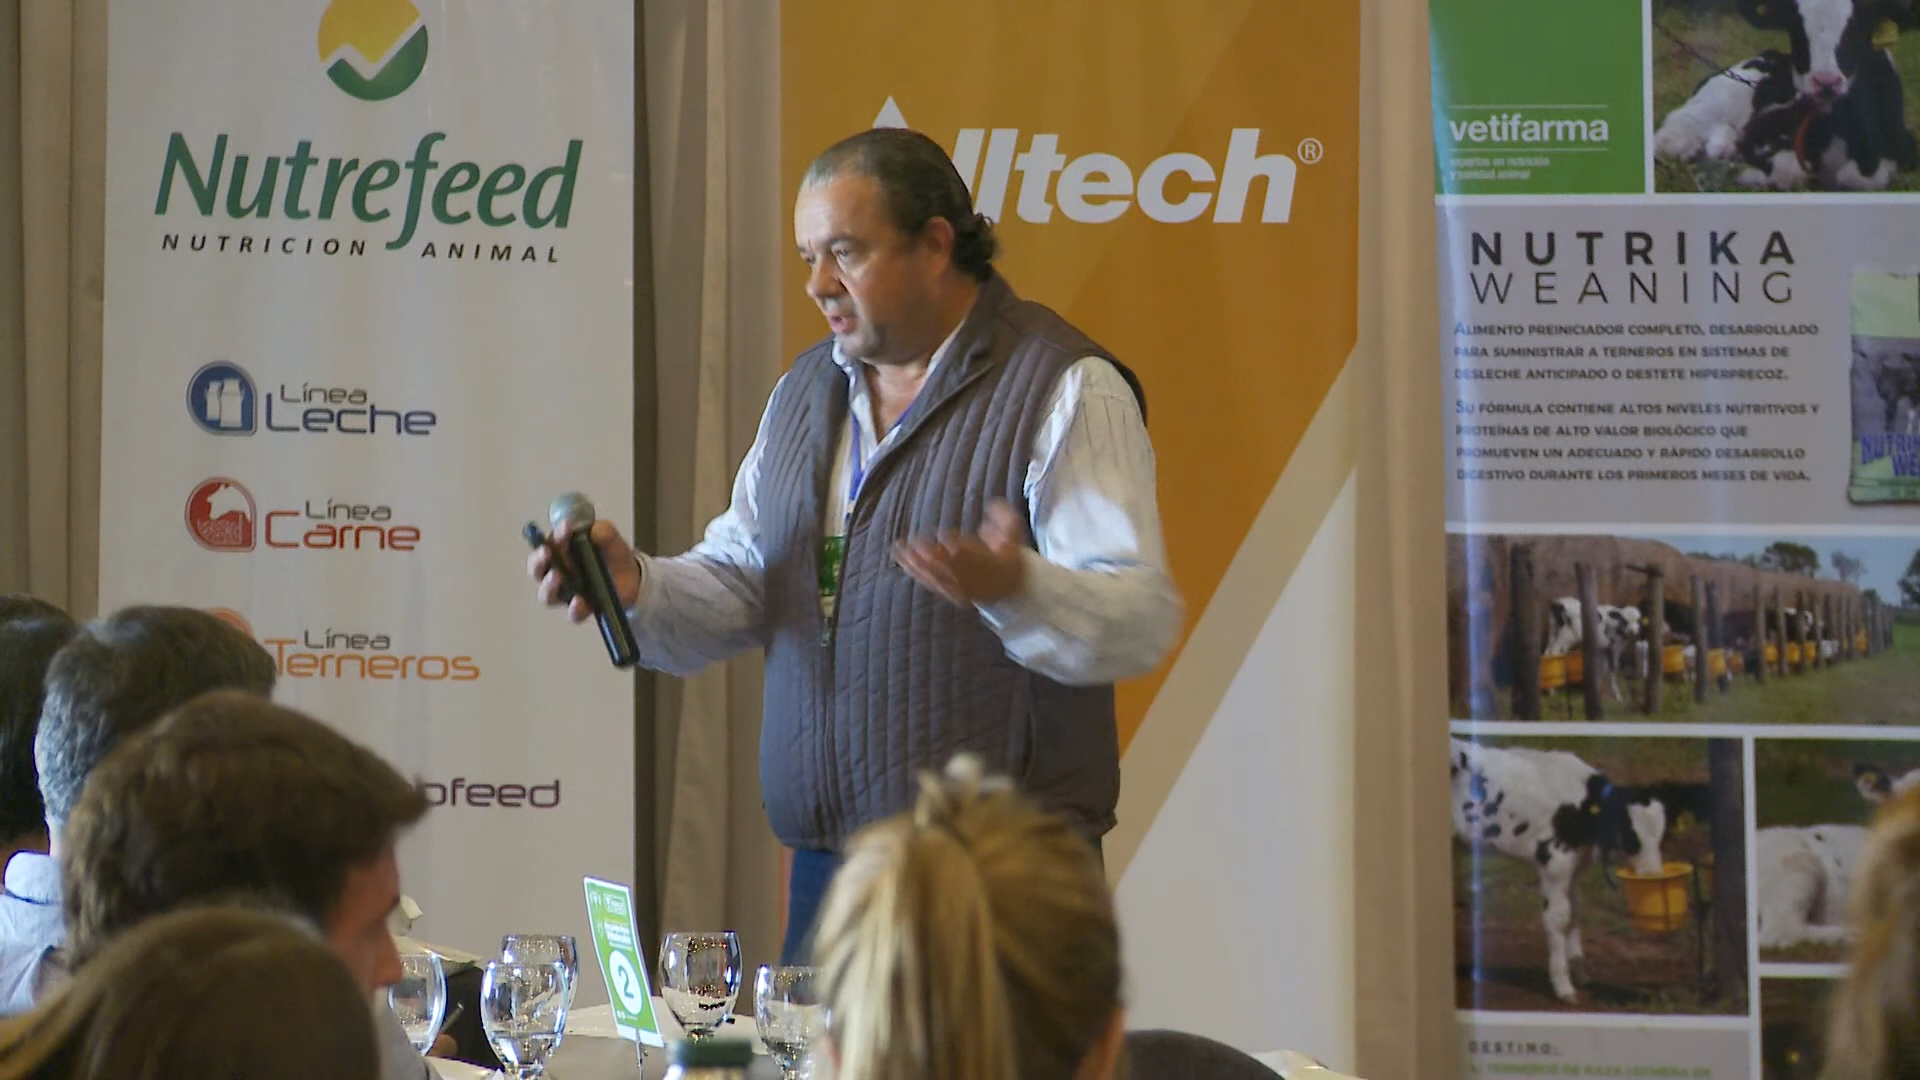 Nutrefeed
NUTRICION ANIMAL
Línea
Leche
Línea
Carne
Línea
Terneros
ofeed
2
lltech®
vetifarma
expertos en nutrición
y sanidad animal
NUTRIKA
WEANING
ALIMENTO PREINICIADOR COMPLETO, DESARROLLADO
PARA SUMINISTRAR A TERNEROS EN SISTEMAS DE
DESLECHE ANTICIPADO O DESTETE HIPERPRECOZ.
SU FÓRMULA CONTIENE ALTOS NIVELES NUTRITIVOS Y
PROTEÍNAS DE ALTO VALOR BIOLÓGICO QUE
PROMUEVEN UN ADECUADO Y RÁPIDO DESARROLLO
DIGESTIVO DURANTE LOS PRIMEROS MESES DE VIDA.
NUTRIK
WE
DESTINO: